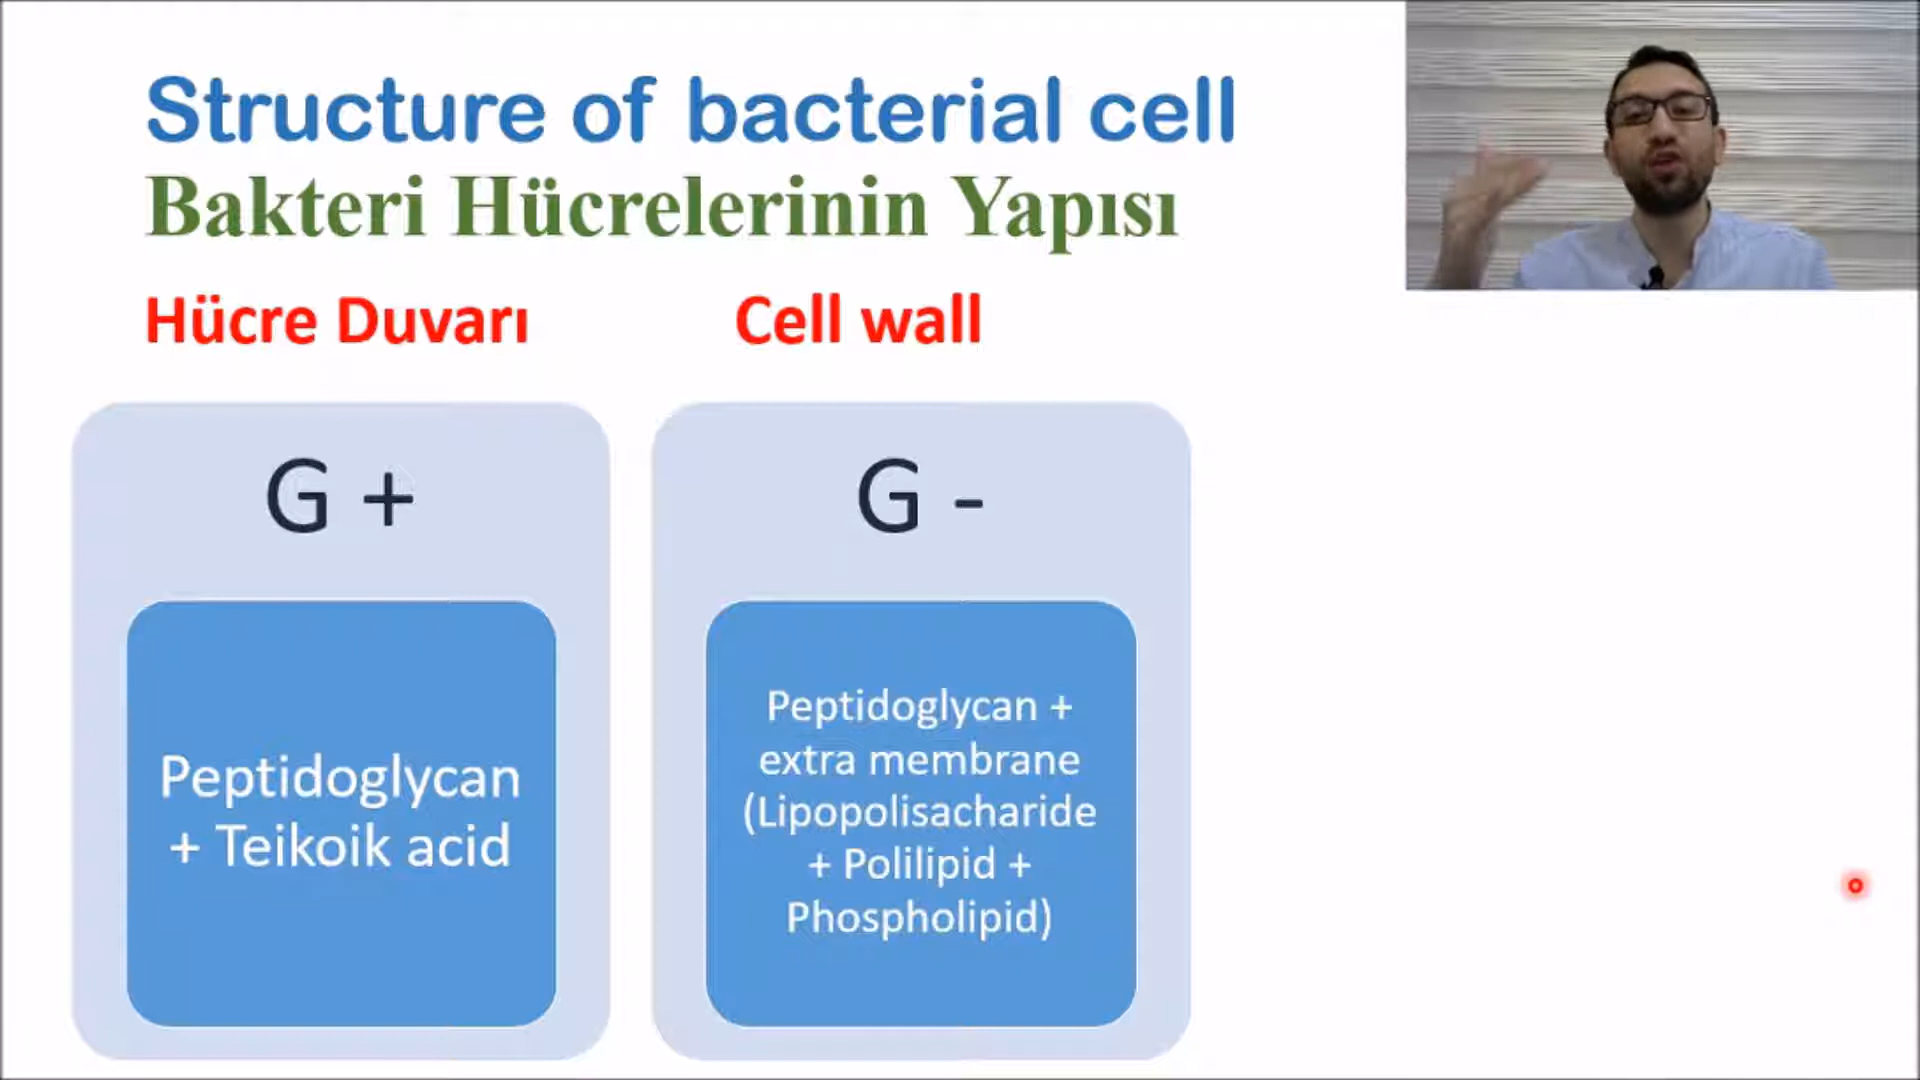 Structure of bacterial cell
Bakteri Hücrelerinin Yapısı
Hücre Duvarı
Cell wall
G +
Peptidoglycan
+ Teikoik acid
G -
Peptidoglycan +
extra membrane
(Lipopolisacharide
+ Polilipid +
Phospholipid)